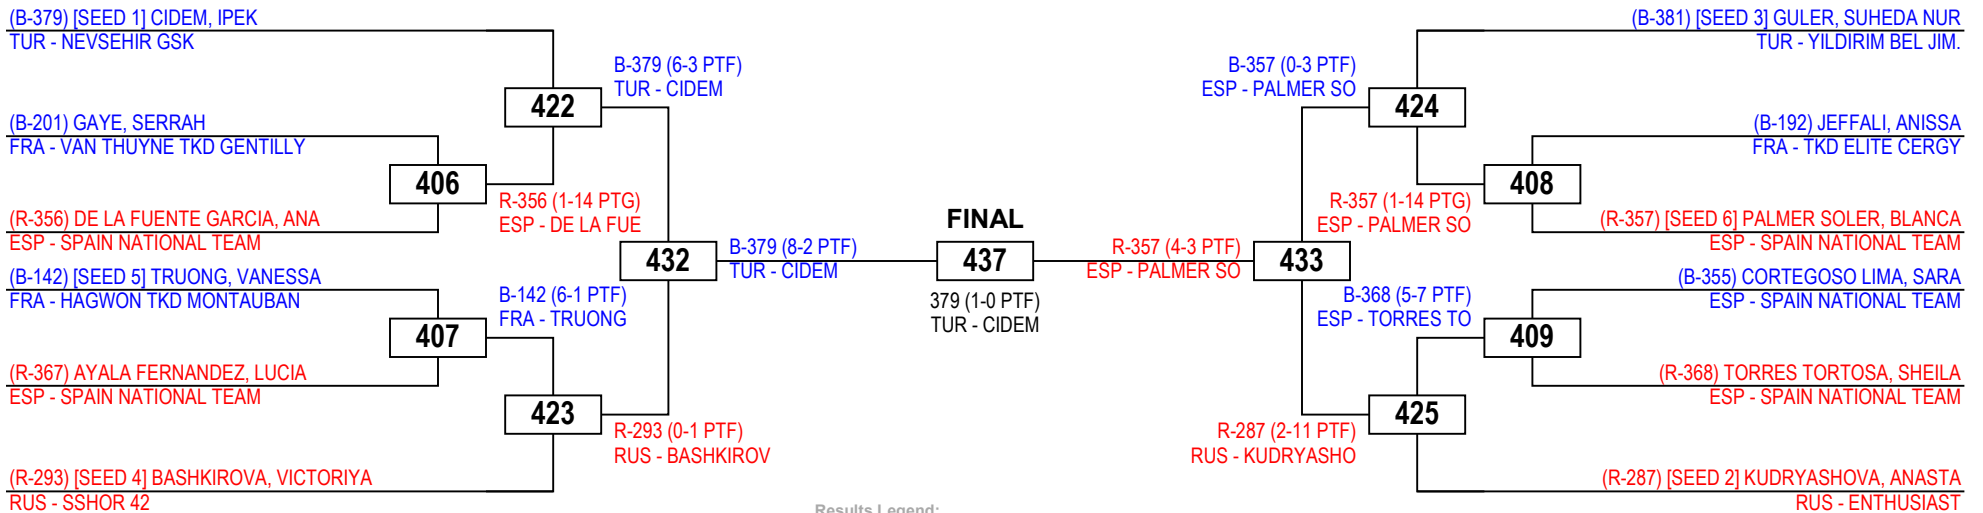 (B-379) [SEED 1] CIDEM, IPEK
TUR - NEVSEHIR GSK
(B-201) GAYE, SERRAH
FRA - VAN THUYNE TKD GENTILLY
(R-356) DE LA FUENTE GARCIA, ANA
ESP - SPAIN NATIONAL TEAM
(B-142) [SEED 5] TRUONG, VANESSA
FRA - HAGWON TKD MONTAUBAN
(R-367) AYALA FERNANDEZ, LUCIA
ESP - SPAIN NATIONAL TEAM
(R-293) [SEED 4] BASHKIROVA, VICTORIYA
RUS - SSHOR 42
406
R-356 (1-14 PTG)
ESP - DE LA FUE
407
B-142 (6-1 PTF)
FRA - TRUONG
422
B-379 (6-3 PTF)
TUR - CIDEM
423
R-293 (0-1 PTF)
RUS - BASHKIROV
432
B-379 (8-2 PTF)
TUR - CIDEM
FINAL
437
379 (1-0 PTF)
TUR - CIDEM
R-357 (4-3 PTF)
ESP - PALMER SO
433
B-357 (0-3 PTF)
ESP - PALMER SO
424
R-287 (2-11 PTF)
RUS - KUDRYASHO
425
R-357 (1-14 PTG)
ESP - PALMER SO
408
B-368 (5-7 PTF)
ESP - TORRES TO
409
(B-381) [SEED 3] GULER, SUHEDA NUR
TUR - YILDIRIM BEL JIM.
(B-192) JEFFALI, ANISSA
FRA - TKD ELITE CERGY
(R-357) [SEED 6] PALMER SOLER, BLANCA
ESP - SPAIN NATIONAL TEAM
(B-355) CORTEGOSO LIMA, SARA
ESP - SPAIN NATIONAL TEAM
(R-368) TORRES TORTOSA, SHEILA
ESP - SPAIN NATIONAL TEAM
(R-287) [SEED 2] KUDRYASHOVA, ANASTA
RUS - ENTHUSIAST
Results Legend: